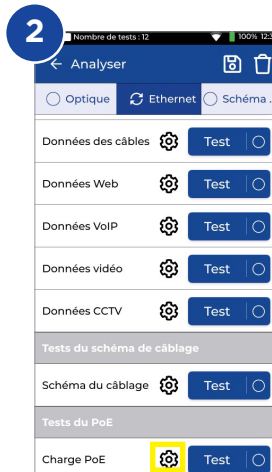 2
Nombre de tests : 12 100% 12:3
Analyser
Optique Ethernet Schéma .
Données des câbles Test
Données Web Test
Données VoIP Test
Données vidéo Test
Données CCTV Test
Tests du schéma de câblage
Schéma du câblage Test
Tests du PoE
Charge PoE Test